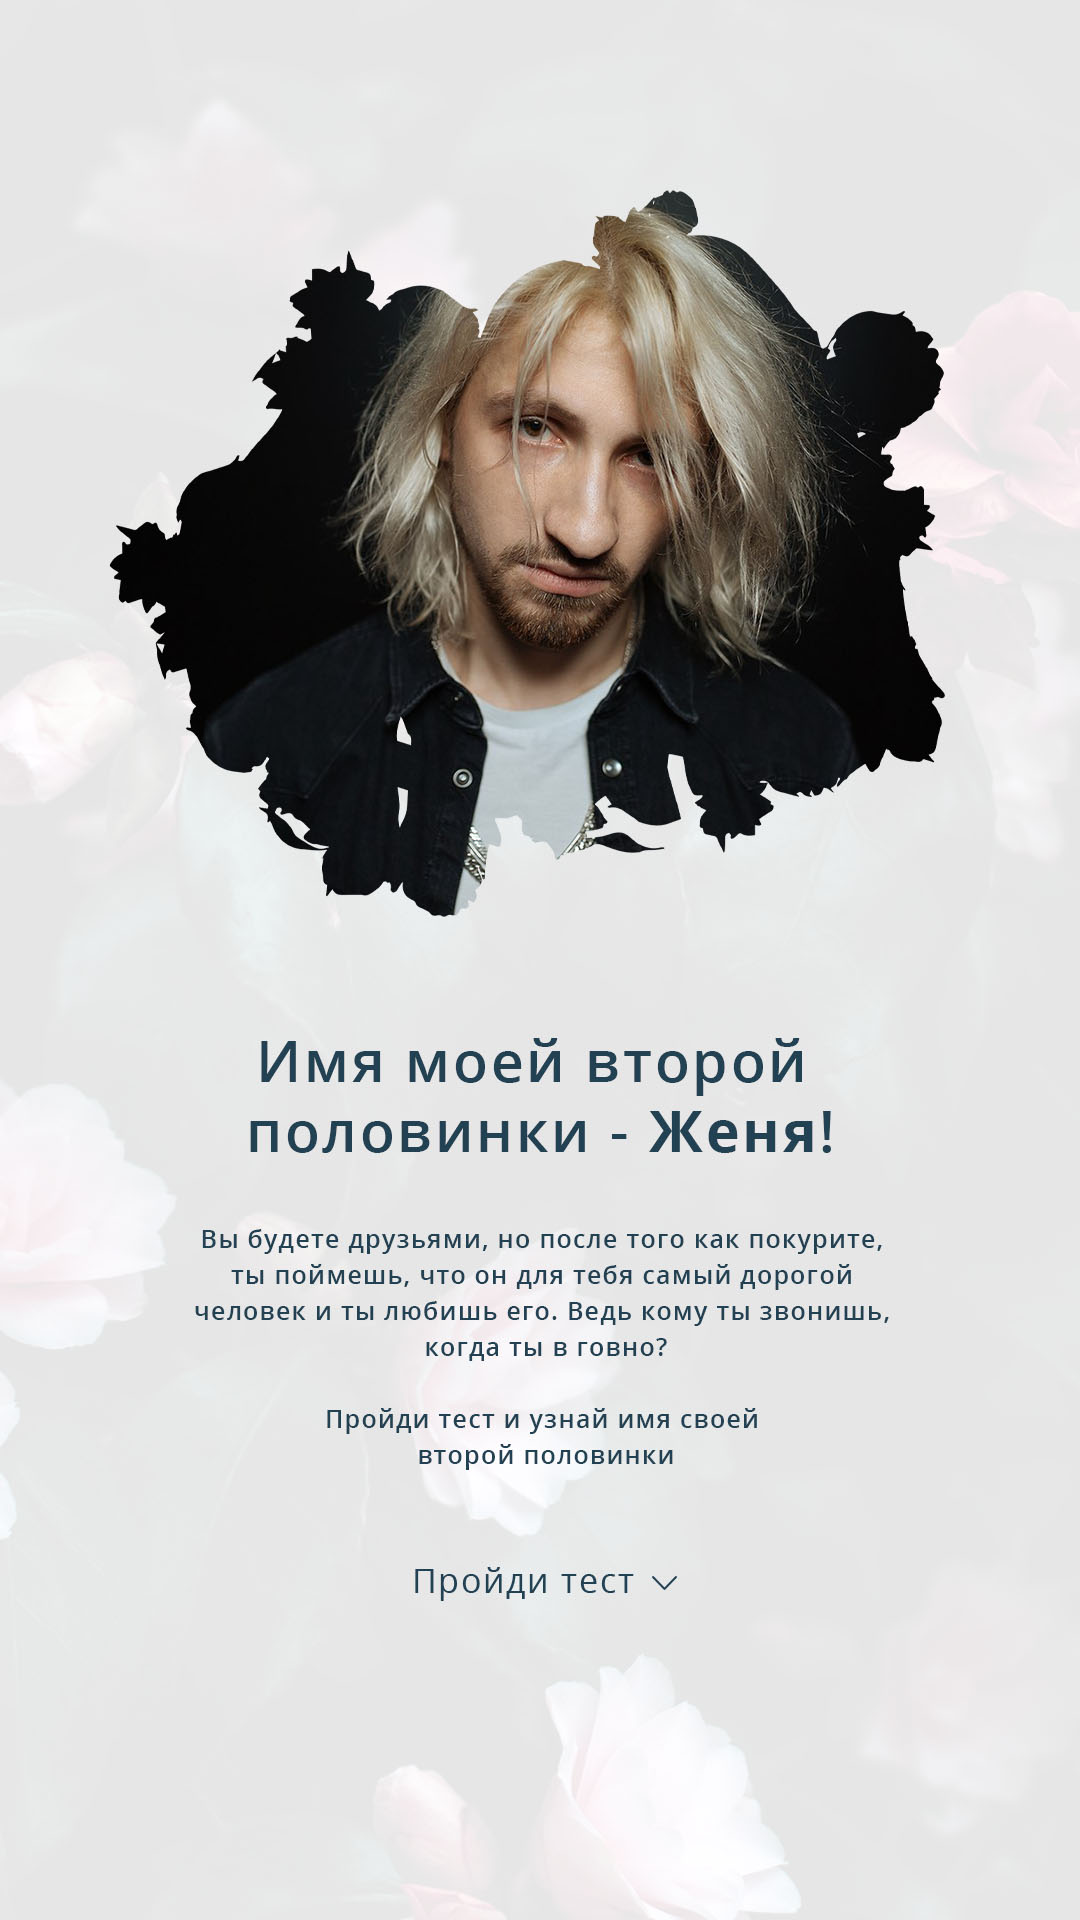 Имя моей второй
половинки - Женя!
Вы будете друзьями, но после того как покурите,
ты поймешь, что он для тебя самый дорогой
человек и ты любишь его. Ведь кому ты звонишь,
когда ты в говно?
Пройди тест и узнай имя своей
второй половинки
Пройди тест